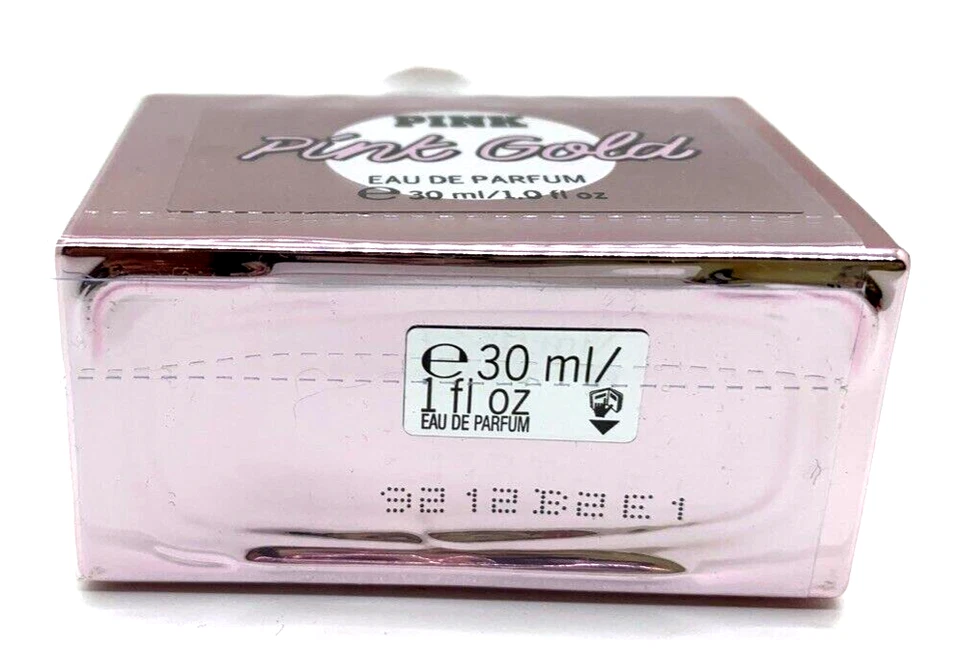 PINK
Pink Gold
EAU DE PARFUM
℮ 30 ml/1.0 fl oz
℮ 30 ml/
1 fl oz
EAU DE PARFUM
9212B2E1